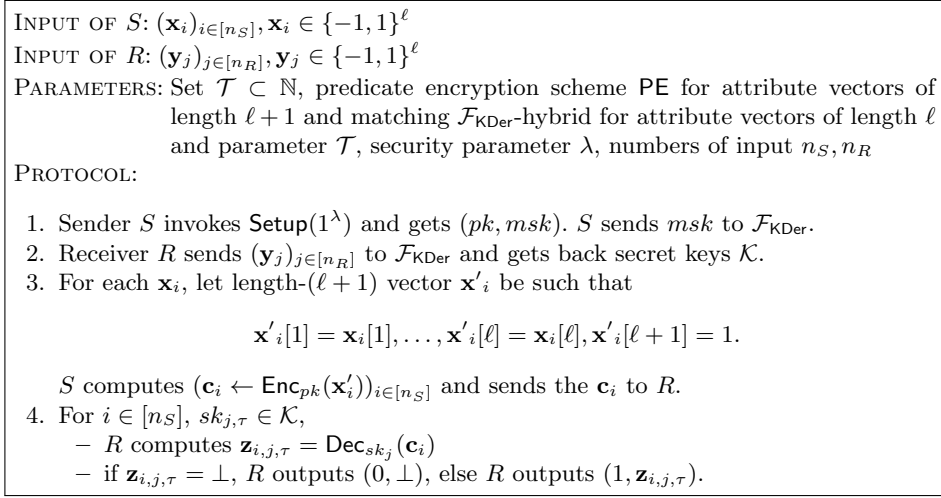 INPUT OF S: (𝐱_i)_{i∈[n_S]}, 𝐱_i ∈ {−1, 1}^ℓ
INPUT OF R: (𝐲_j)_{j∈[n_R]}, 𝐲_j ∈ {−1, 1}^ℓ
PARAMETERS: Set 𝒯 ⊂ ℕ, predicate encryption scheme PE for attribute vectors of
length ℓ + 1 and matching ℱ_KDer-hybrid for attribute vectors of length ℓ
and parameter 𝒯, security parameter λ, numbers of input n_S, n_R
PROTOCOL:
1. Sender S invokes Setup(1^λ) and gets (pk, msk). S sends msk to ℱ_KDer.
2. Receiver R sends (𝐲_j)_{j∈[n_R]} to ℱ_KDer and gets back secret keys 𝒦.
3. For each 𝐱_i, let length-(ℓ + 1) vector 𝐱'_i be such that
𝐱'_i[1] = 𝐱_i[1], . . . , 𝐱'_i[ℓ] = 𝐱_i[ℓ], 𝐱'_i[ℓ + 1] = 1.
S computes (𝐜_i ← Enc_{pk}(𝐱'_i))_{i∈[n_S]} and sends the 𝐜_i to R.
4. For i ∈ [n_S], sk_{j,τ} ∈ 𝒦,
– R computes 𝐳_{i,j,τ} = Dec_{sk_j}(𝐜_i)
– if 𝐳_{i,j,τ} = ⊥, R outputs (0, ⊥), else R outputs (1, 𝐳_{i,j,τ}).